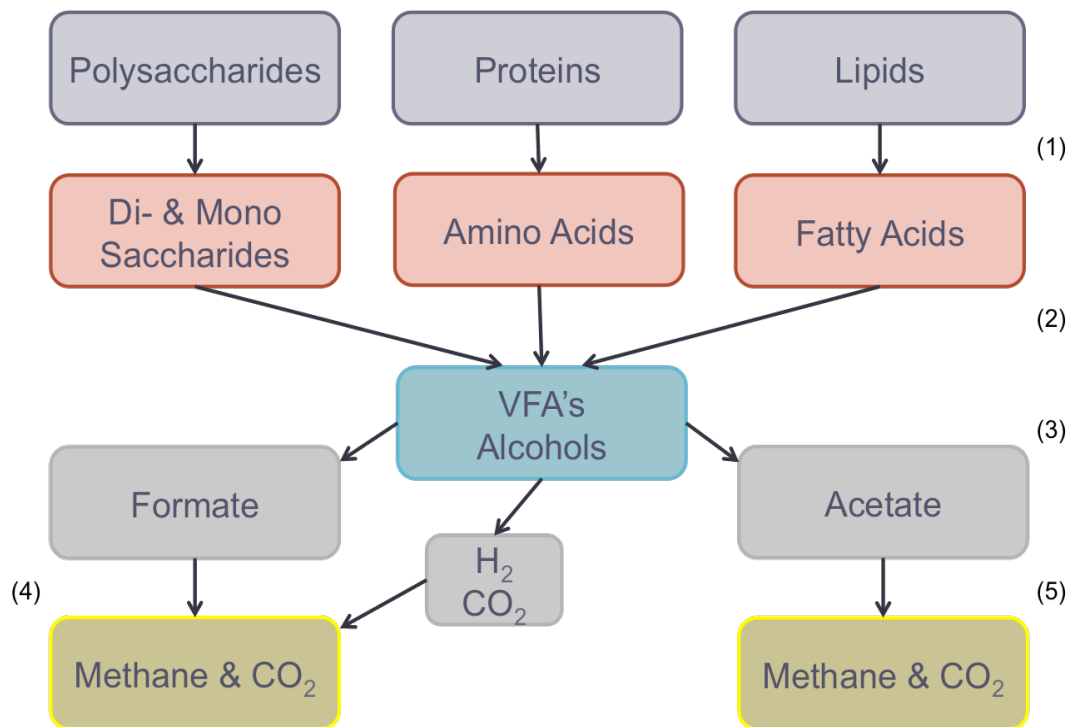 Polysaccharides
Proteins
Lipids
(1)
Di- & Mono
Saccharides
Amino Acids
Fatty Acids
(2)
VFA's
Alcohols
(3)
Formate
Acetate
H₂
CO₂
(4)
(5)
Methane & CO₂
Methane & CO₂